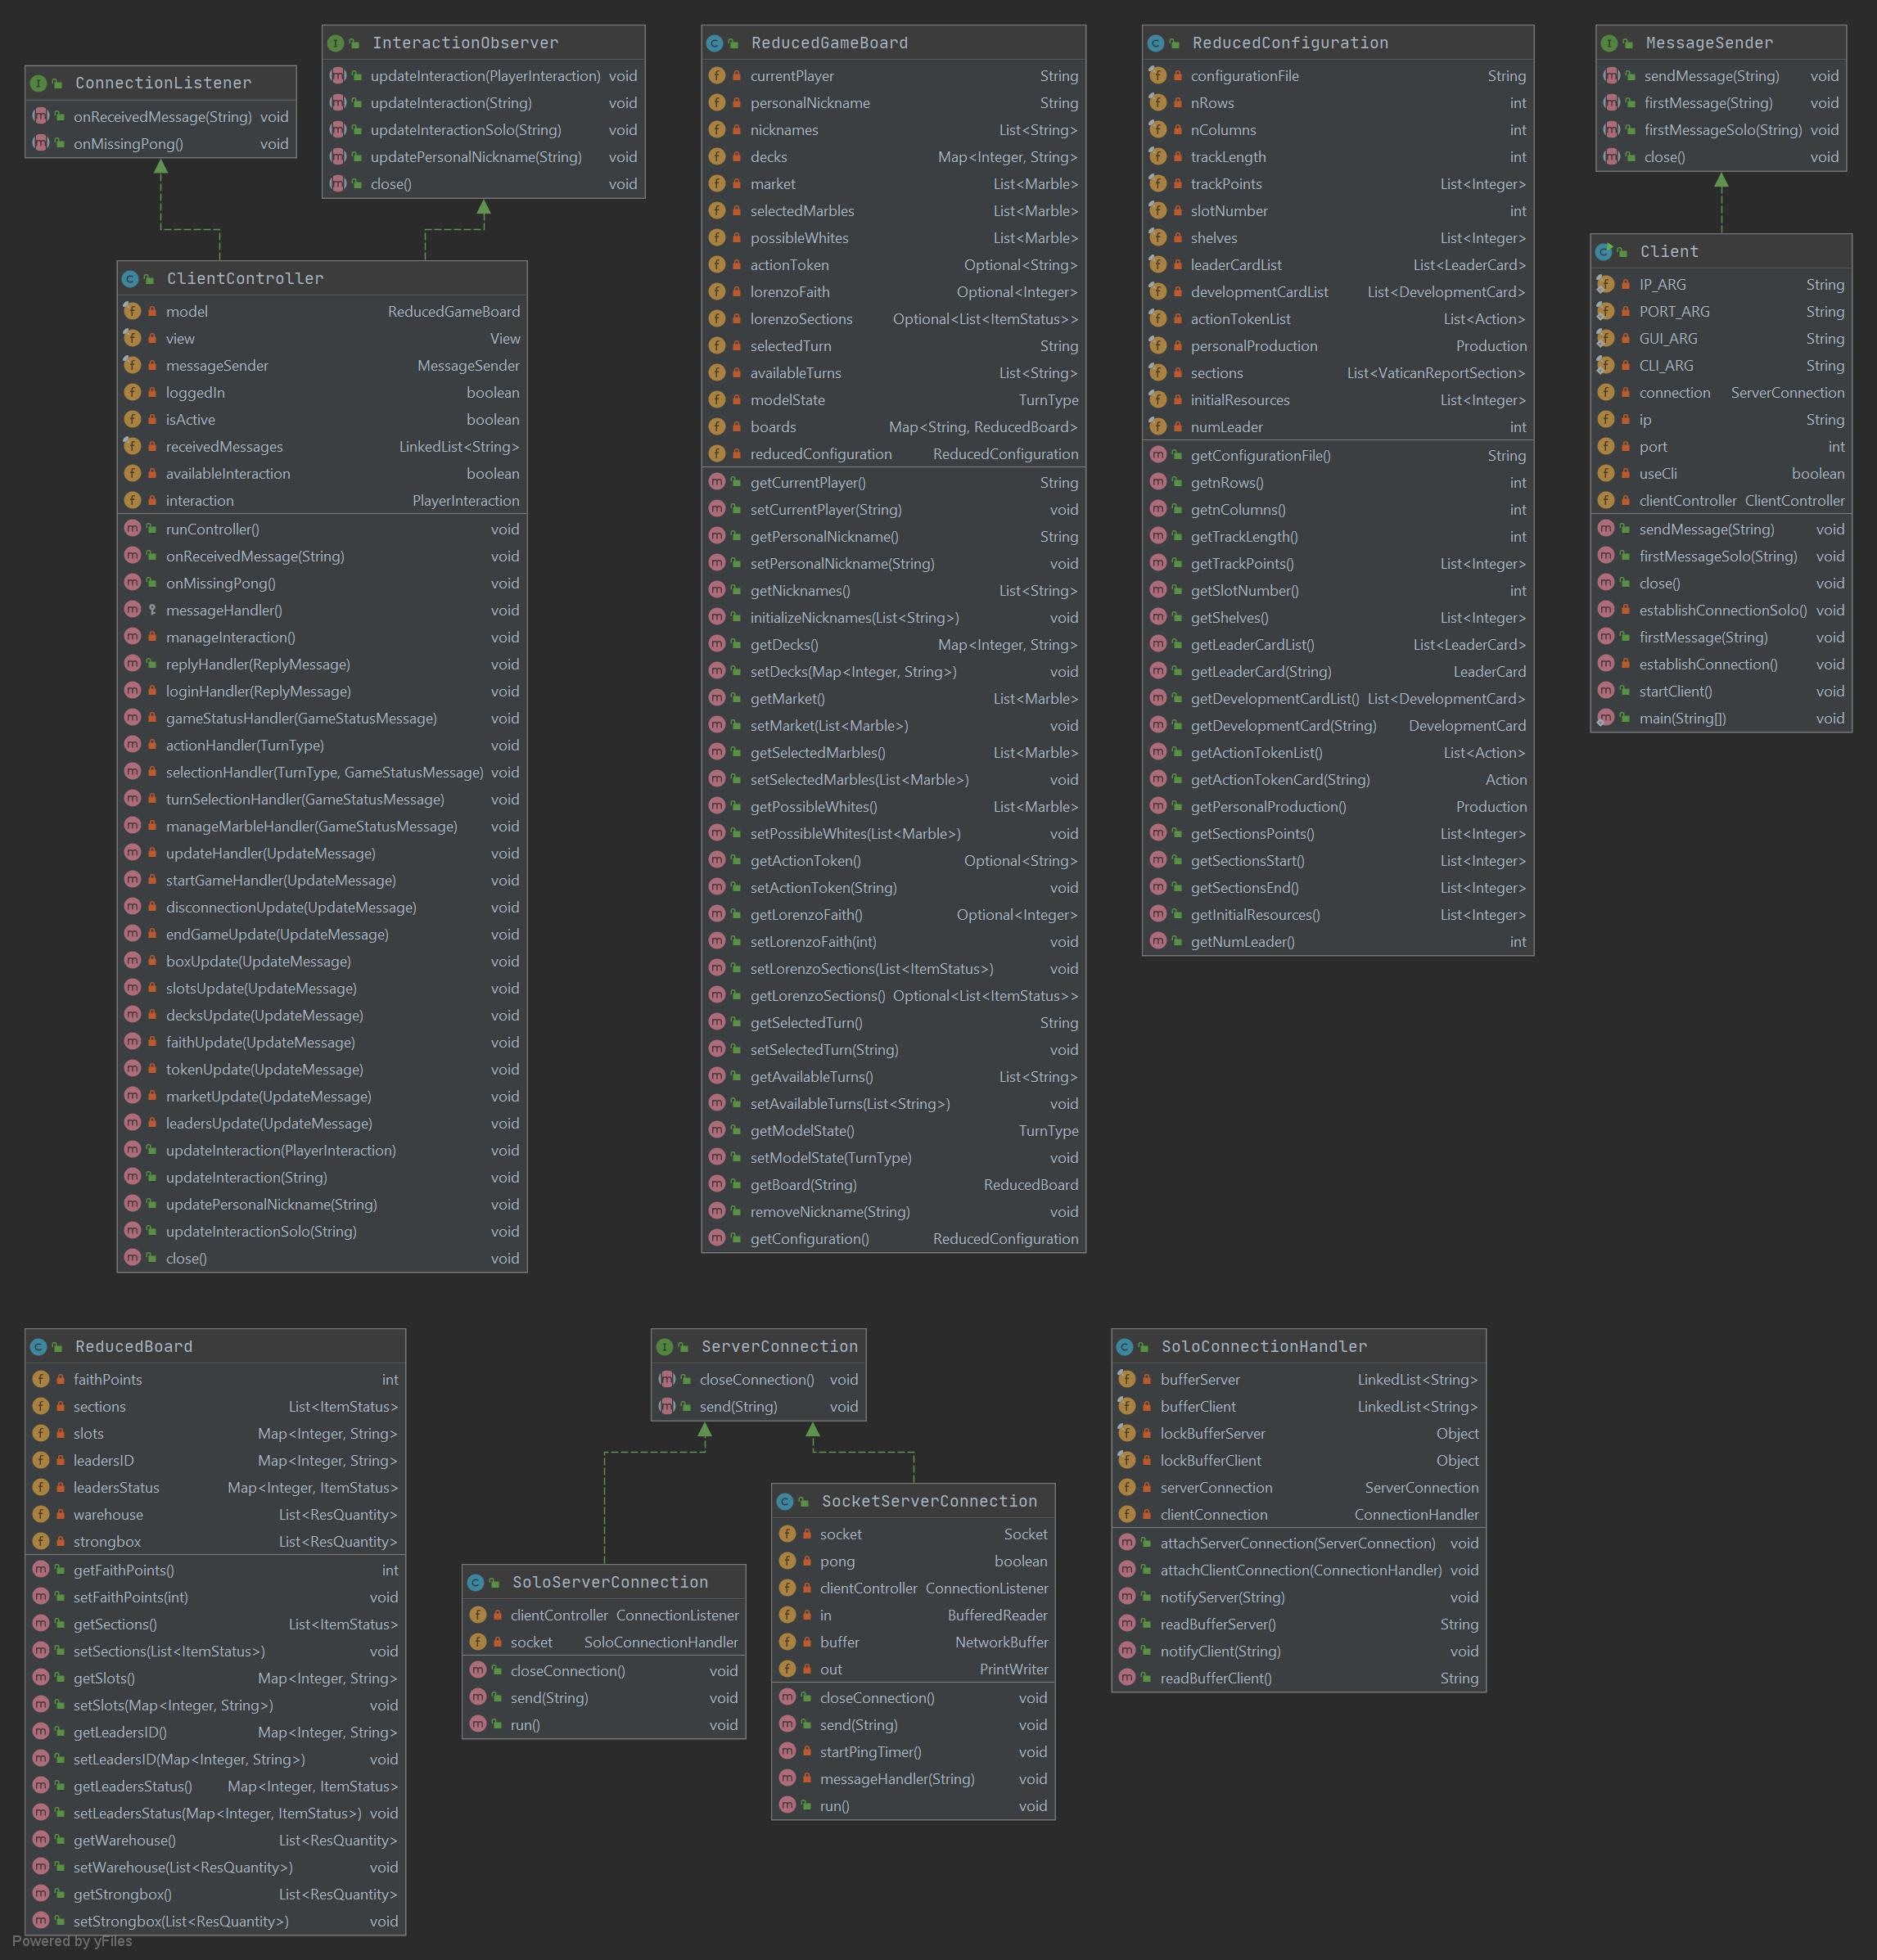 ConnectionListener
onReceivedMessage(String) void
onMissingPong() void
InteractionObserver
updateInteraction(PlayerInteraction) void
updateInteraction(String) void
updateInteractionSolo(String) void
updatePersonalNickname(String) void
close() void
ClientController
model ReducedGameBoard
view View
messageSender MessageSender
loggedIn boolean
isActive boolean
receivedMessages LinkedList<String>
availableInteraction boolean
interaction PlayerInteraction
runController() void
onReceivedMessage(String) void
onMissingPong() void
messageHandler() void
manageInteraction() void
replyHandler(ReplyMessage) void
loginHandler(ReplyMessage) void
gameStatusHandler(GameStatusMessage) void
actionHandler(TurnType) void
selectionHandler(TurnType, GameStatusMessage) void
turnSelectionHandler(GameStatusMessage) void
manageMarbleHandler(GameStatusMessage) void
updateHandler(UpdateMessage) void
startGameHandler(UpdateMessage) void
disconnectionUpdate(UpdateMessage) void
endGameUpdate(UpdateMessage) void
boxUpdate(UpdateMessage) void
slotsUpdate(UpdateMessage) void
decksUpdate(UpdateMessage) void
faithUpdate(UpdateMessage) void
tokenUpdate(UpdateMessage) void
marketUpdate(UpdateMessage) void
leadersUpdate(UpdateMessage) void
updateInteraction(PlayerInteraction) void
updateInteraction(String) void
updatePersonalNickname(String) void
updateInteractionSolo(String) void
close() void
ReducedGameBoard
currentPlayer String
personalNickname String
nicknames List<String>
decks Map<Integer, String>
market List<Marble>
selectedMarbles List<Marble>
possibleWhites List<Marble>
actionToken Optional<String>
lorenzoFaith Optional<Integer>
lorenzoSections Optional<List<ItemStatus>>
selectedTurn String
availableTurns List<String>
modelState TurnType
boards Map<String, ReducedBoard>
reducedConfiguration ReducedConfiguration
getCurrentPlayer() String
setCurrentPlayer(String) void
getPersonalNickname() String
setPersonalNickname(String) void
getNicknames() List<String>
initializeNicknames(List<String>) void
getDecks() Map<Integer, String>
setDecks(Map<Integer, String>) void
getMarket() List<Marble>
setMarket(List<Marble>) void
getSelectedMarbles() List<Marble>
setSelectedMarbles(List<Marble>) void
getPossibleWhites() List<Marble>
setPossibleWhites(List<Marble>) void
getActionToken() Optional<String>
setActionToken(String) void
getLorenzoFaith() Optional<Integer>
setLorenzoFaith(int) void
setLorenzoSections(List<ItemStatus>) void
getLorenzoSections() Optional<List<ItemStatus>>
getSelectedTurn() String
setSelectedTurn(String) void
getAvailableTurns() List<String>
setAvailableTurns(List<String>) void
getModelState() TurnType
setModelState(TurnType) void
getBoard(String) ReducedBoard
removeNickname(String) void
getConfiguration() ReducedConfiguration
ReducedConfiguration
configurationFile String
nRows int
nColumns int
trackLength int
trackPoints List<Integer>
slotNumber int
shelves List<Integer>
leaderCardList List<LeaderCard>
developmentCardList List<DevelopmentCard>
actionTokenList List<Action>
personalProduction Production
sections List<VaticanReportSection>
initialResources List<Integer>
numLeader int
getConfigurationFile() String
getnRows() int
getnColumns() int
getTrackLength() int
getTrackPoints() List<Integer>
getSlotNumber() int
getShelves() List<Integer>
getLeaderCardList() List<LeaderCard>
getLeaderCard(String) LeaderCard
getDevelopmentCardList() List<DevelopmentCard>
getDevelopmentCard(String) DevelopmentCard
getActionTokenList() List<Action>
getActionTokenCard(String) Action
getPersonalProduction() Production
getSectionsPoints() List<Integer>
getSectionsStart() List<Integer>
getSectionsEnd() List<Integer>
getInitialResources() List<Integer>
getNumLeader() int
MessageSender
sendMessage(String) void
firstMessage(String) void
firstMessageSolo(String) void
close() void
Client
IP_ARG String
PORT_ARG String
GUI_ARG String
CLI_ARG String
connection ServerConnection
ip String
port int
useCli boolean
clientController ClientController
sendMessage(String) void
firstMessageSolo(String) void
close() void
establishConnectionSolo() void
firstMessage(String) void
establishConnection() void
startClient() void
main(String[]) void
ReducedBoard
faithPoints int
sections List<ItemStatus>
slots Map<Integer, String>
leadersID Map<Integer, String>
leadersStatus Map<Integer, ItemStatus>
warehouse List<ResQuantity>
strongbox List<ResQuantity>
getFaithPoints() int
setFaithPoints(int) void
getSections() List<ItemStatus>
setSections(List<ItemStatus>) void
getSlots() Map<Integer, String>
setSlots(Map<Integer, String>) void
getLeadersID() Map<Integer, String>
setLeadersID(Map<Integer, String>) void
getLeadersStatus() Map<Integer, ItemStatus>
setLeadersStatus(Map<Integer, ItemStatus>) void
getWarehouse() List<ResQuantity>
setWarehouse(List<ResQuantity>) void
getStrongbox() List<ResQuantity>
setStrongbox(List<ResQuantity>) void
ServerConnection
closeConnection() void
send(String) void
SoloServerConnection
clientController ConnectionListener
socket SoloConnectionHandler
closeConnection() void
send(String) void
run() void
SocketServerConnection
socket Socket
pong boolean
clientController ConnectionListener
in BufferedReader
buffer NetworkBuffer
out PrintWriter
closeConnection() void
send(String) void
startPingTimer() void
messageHandler(String) void
run() void
SoloConnectionHandler
bufferServer LinkedList<String>
bufferClient LinkedList<String>
lockBufferServer Object
lockBufferClient Object
serverConnection ServerConnection
clientConnection ConnectionHandler
attachServerConnection(ServerConnection) void
attachClientConnection(ConnectionHandler) void
notifyServer(String) void
readBufferServer() String
notifyClient(String) void
readBufferClient() String
Powered by yFiles